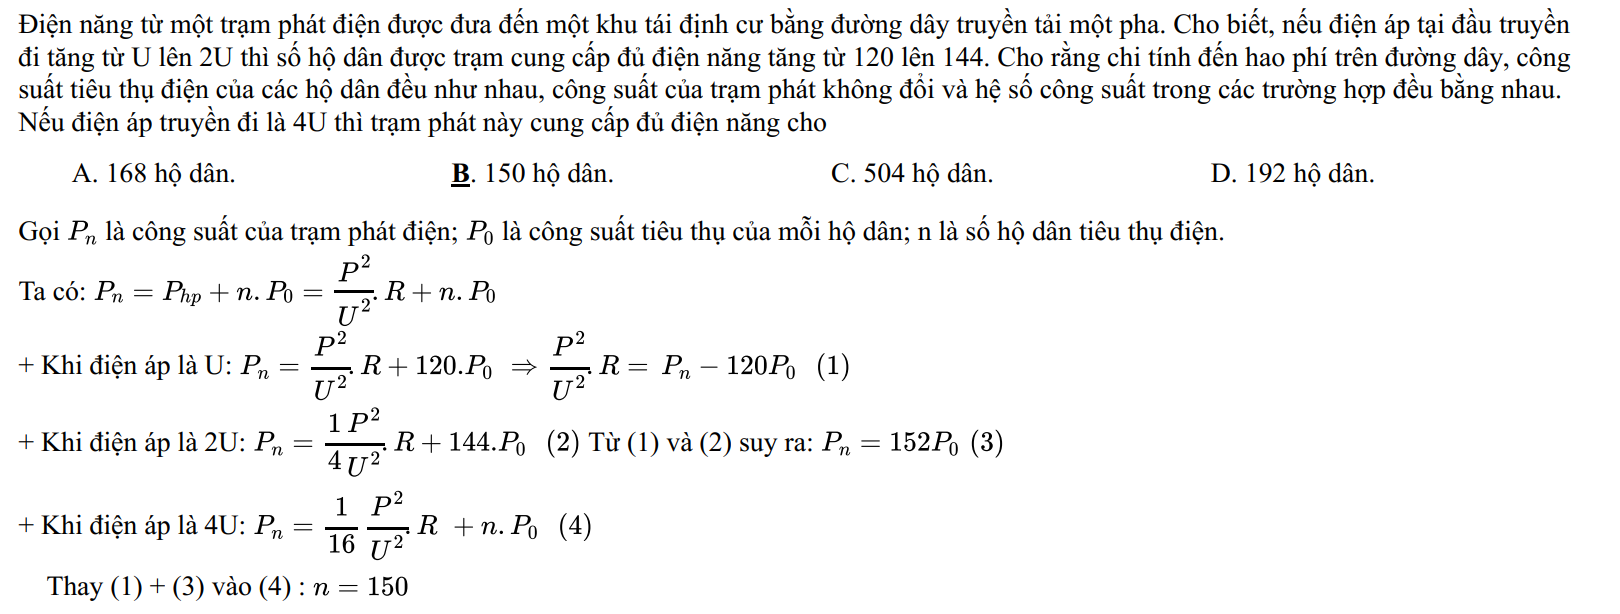 Điện năng từ một trạm phát điện được đưa đến một khu tái định cư bằng đường dây truyền tải một pha. Cho biết, nếu điện áp tại đầu truyền
đi tăng từ U lên 2U thì số hộ dân được trạm cung cấp đủ điện năng tăng từ 120 lên 144. Cho rằng chi tính đến hao phí trên đường dây, công
suất tiêu thụ điện của các hộ dân đều như nhau, công suất của trạm phát không đổi và hệ số công suất trong các trường hợp đều bằng nhau.
Nếu điện áp truyền đi là 4U thì trạm phát này cung cấp đủ điện năng cho
A. 168 hộ dân. B. 150 hộ dân. C. 504 hộ dân. D. 192 hộ dân.
Gọi $P_n$ là công suất của trạm phát điện; $P_0$ là công suất tiêu thụ của mỗi hộ dân; n là số hộ dân tiêu thụ điện.
Ta có: $P_n = P_{hp} + n.P_0 = \frac{P^2}{U^2}.R + n.P_0$
+ Khi điện áp là U: $P_n = \frac{P^2}{U^2}.R + 120.P_0 \Rightarrow \frac{P^2}{U^2}.R = P_n - 120P_0$ (1)
+ Khi điện áp là 2U: $P_n = \frac{1}{4}\frac{P^2}{U^2}.R + 144.P_0$ (2) Từ (1) và (2) suy ra: $P_n = 152P_0$ (3)
+ Khi điện áp là 4U: $P_n = \frac{1}{16}\frac{P^2}{U^2}.R + n.P_0$ (4)
Thay (1) + (3) vào (4) : $n = 150$